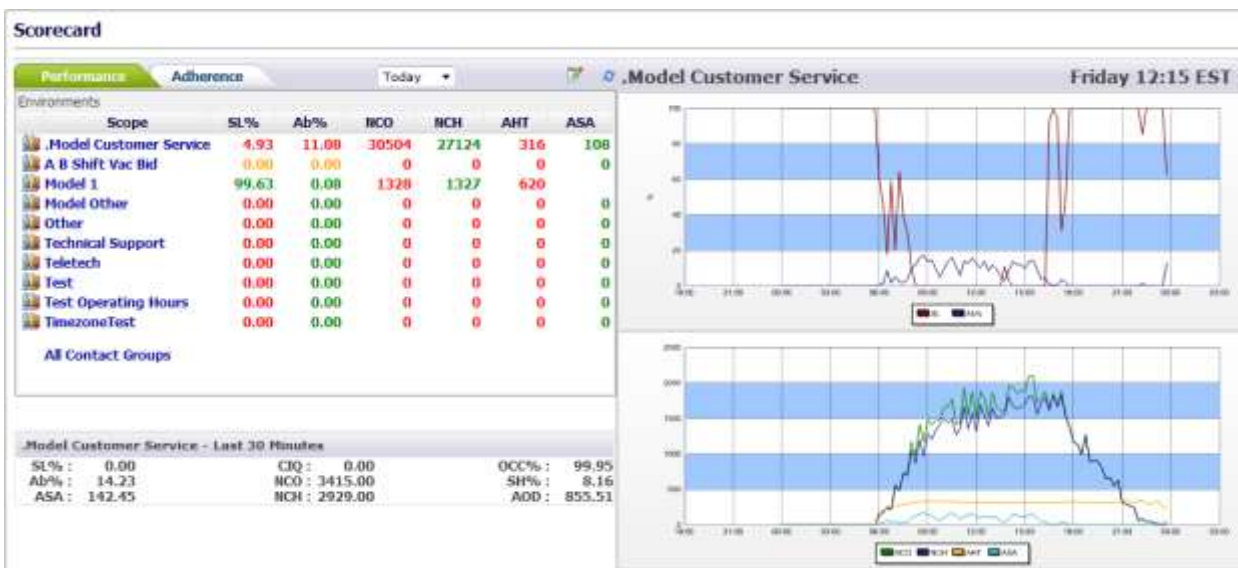 Scorecard
Performance Adherence Today
.Model Customer Service Friday 12:15 EST
Environments
Scope SL% Ab% NCO NCH AHT ASA
.Model Customer Service 4.93 11.08 30504 27124 316 108
A B Shift Vac Bid 0.00 0.00 0 0 0 0
Model 1 99.63 0.08 1328 1327 620
Model Other 0.00 0.00 0 0 0 0
Other 0.00 0.00 0 0 0 0
Technical Support 0.00 0.00 0 0 0 0
Teletech 0.00 0.00 0 0 0 0
Test 0.00 0.00 0 0 0 0
Test Operating Hours 0.00 0.00 0 0 0 0
TimezoneTest 0.00 0.00 0 0 0 0
All Contact Groups
.Model Customer Service - Last 30 Minutes
SL% : 0.00 CIQ : 0.00 OCC% : 99.95
Ab% : 14.23 NCO : 3415.00 SH% : 8.16
ASA : 142.45 NCH : 2929.00 AOD : 855.51
NCO NCH AHT ASA